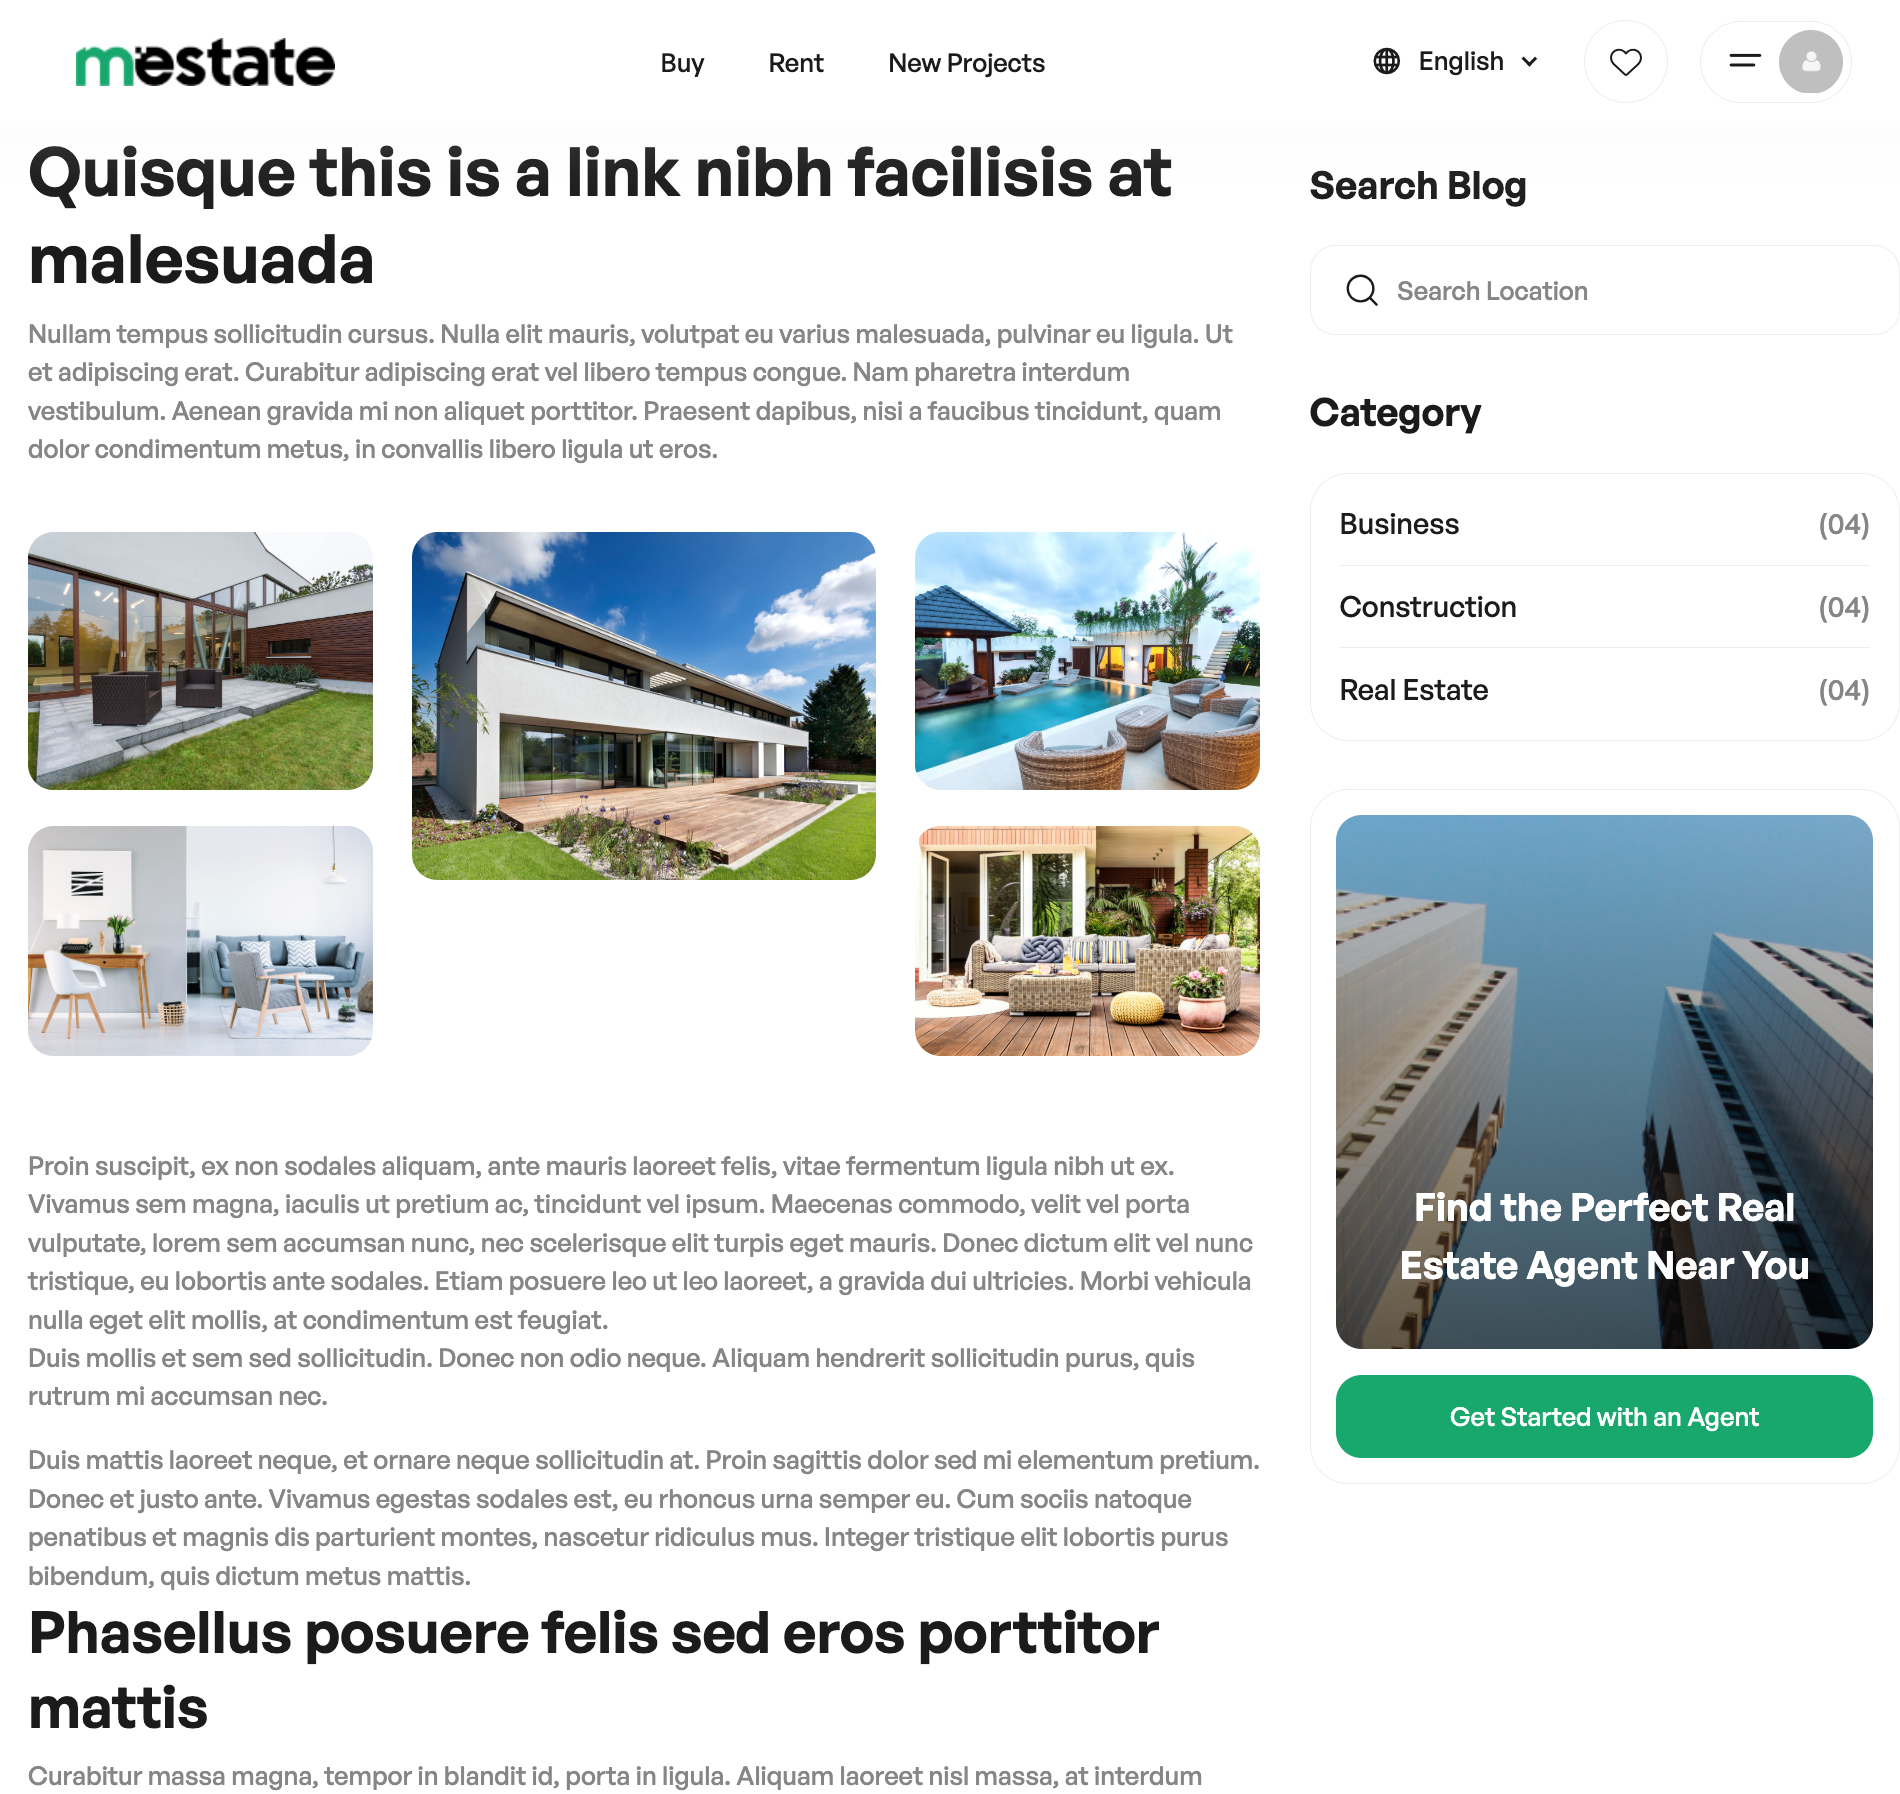 mestate
Buy
Rent
New Projects
English
Quisque this is a link nibh facilisis at
malesuada
Nullam tempus sollicitudin cursus. Nulla elit mauris, volutpat eu varius malesuada, pulvinar eu ligula. Ut
et adipiscing erat. Curabitur adipiscing erat vel libero tempus congue. Nam pharetra interdum
vestibulum. Aenean gravida mi non aliquet porttitor. Praesent dapibus, nisi a faucibus tincidunt, quam
dolor condimentum metus, in convallis libero ligula ut eros.
Proin suscipit, ex non sodales aliquam, ante mauris laoreet felis, vitae fermentum ligula nibh ut ex.
Vivamus sem magna, iaculis ut pretium ac, tincidunt vel ipsum. Maecenas commodo, velit vel porta
vulputate, lorem sem accumsan nunc, nec scelerisque elit turpis eget mauris. Donec dictum elit vel nunc
tristique, eu lobortis ante sodales. Etiam posuere leo ut leo laoreet, a gravida dui ultricies. Morbi vehicula
nulla eget elit mollis, at condimentum est feugiat.
Duis mollis et sem sed sollicitudin. Donec non odio neque. Aliquam hendrerit sollicitudin purus, quis
rutrum mi accumsan nec.
Duis mattis laoreet neque, et ornare neque sollicitudin at. Proin sagittis dolor sed mi elementum pretium.
Donec et justo ante. Vivamus egestas sodales est, eu rhoncus urna semper eu. Cum sociis natoque
penatibus et magnis dis parturient montes, nascetur ridiculus mus. Integer tristique elit lobortis purus
bibendum, quis dictum metus mattis.
Phasellus posuere felis sed eros porttitor
mattis
Curabitur massa magna, tempor in blandit id, porta in ligula. Aliquam laoreet nisl massa, at interdum
Search Blog
Search Location
Category
Business (04)
Construction (04)
Real Estate (04)
Find the Perfect Real
Estate Agent Near You
Get Started with an Agent